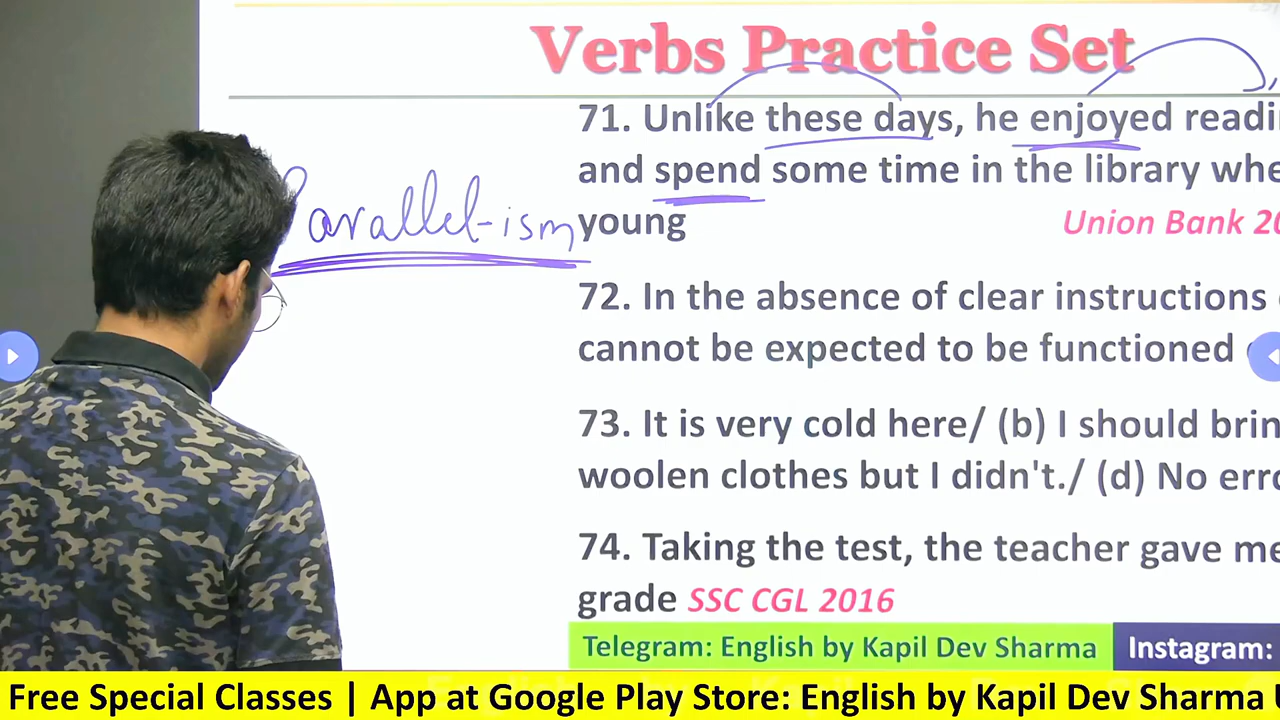 Verbs Practice Set
71. Unlike these days, he enjoyed readi
and spend some time in the library whe
young Union Bank 20
Parallel-ism
72. In the absence of clear instructions
cannot be expected to be functioned
73. It is very cold here/ (b) I should brin
woolen clothes but I didn't./ (d) No erro
74. Taking the test, the teacher gave me
grade SSC CGL 2016
Telegram: English by Kapil Dev Sharma Instagram:
Free Special Classes | App at Google Play Store: English by Kapil Dev Sharma